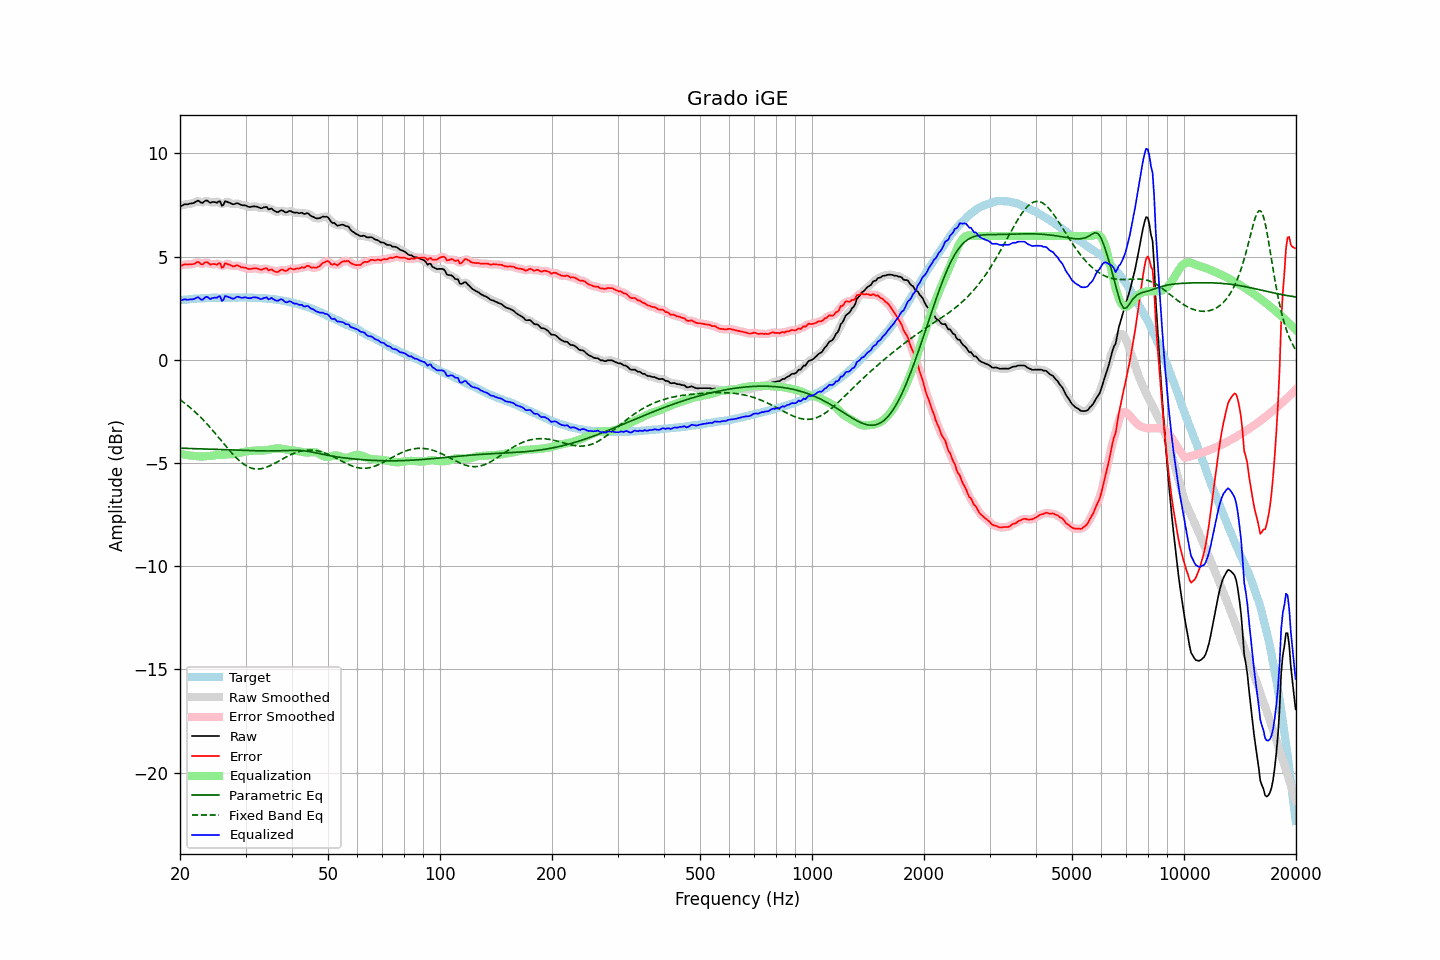 Grado iGE
Amplitude (dBr)
10
5
0
−5
−10
−15
−20
Target
Raw Smoothed
Error Smoothed
Raw
Error
Equalization
Parametric Eq
Fixed Band Eq
Equalized
20 50 100 200 500 1000 2000 5000 10000 20000
Frequency (Hz)